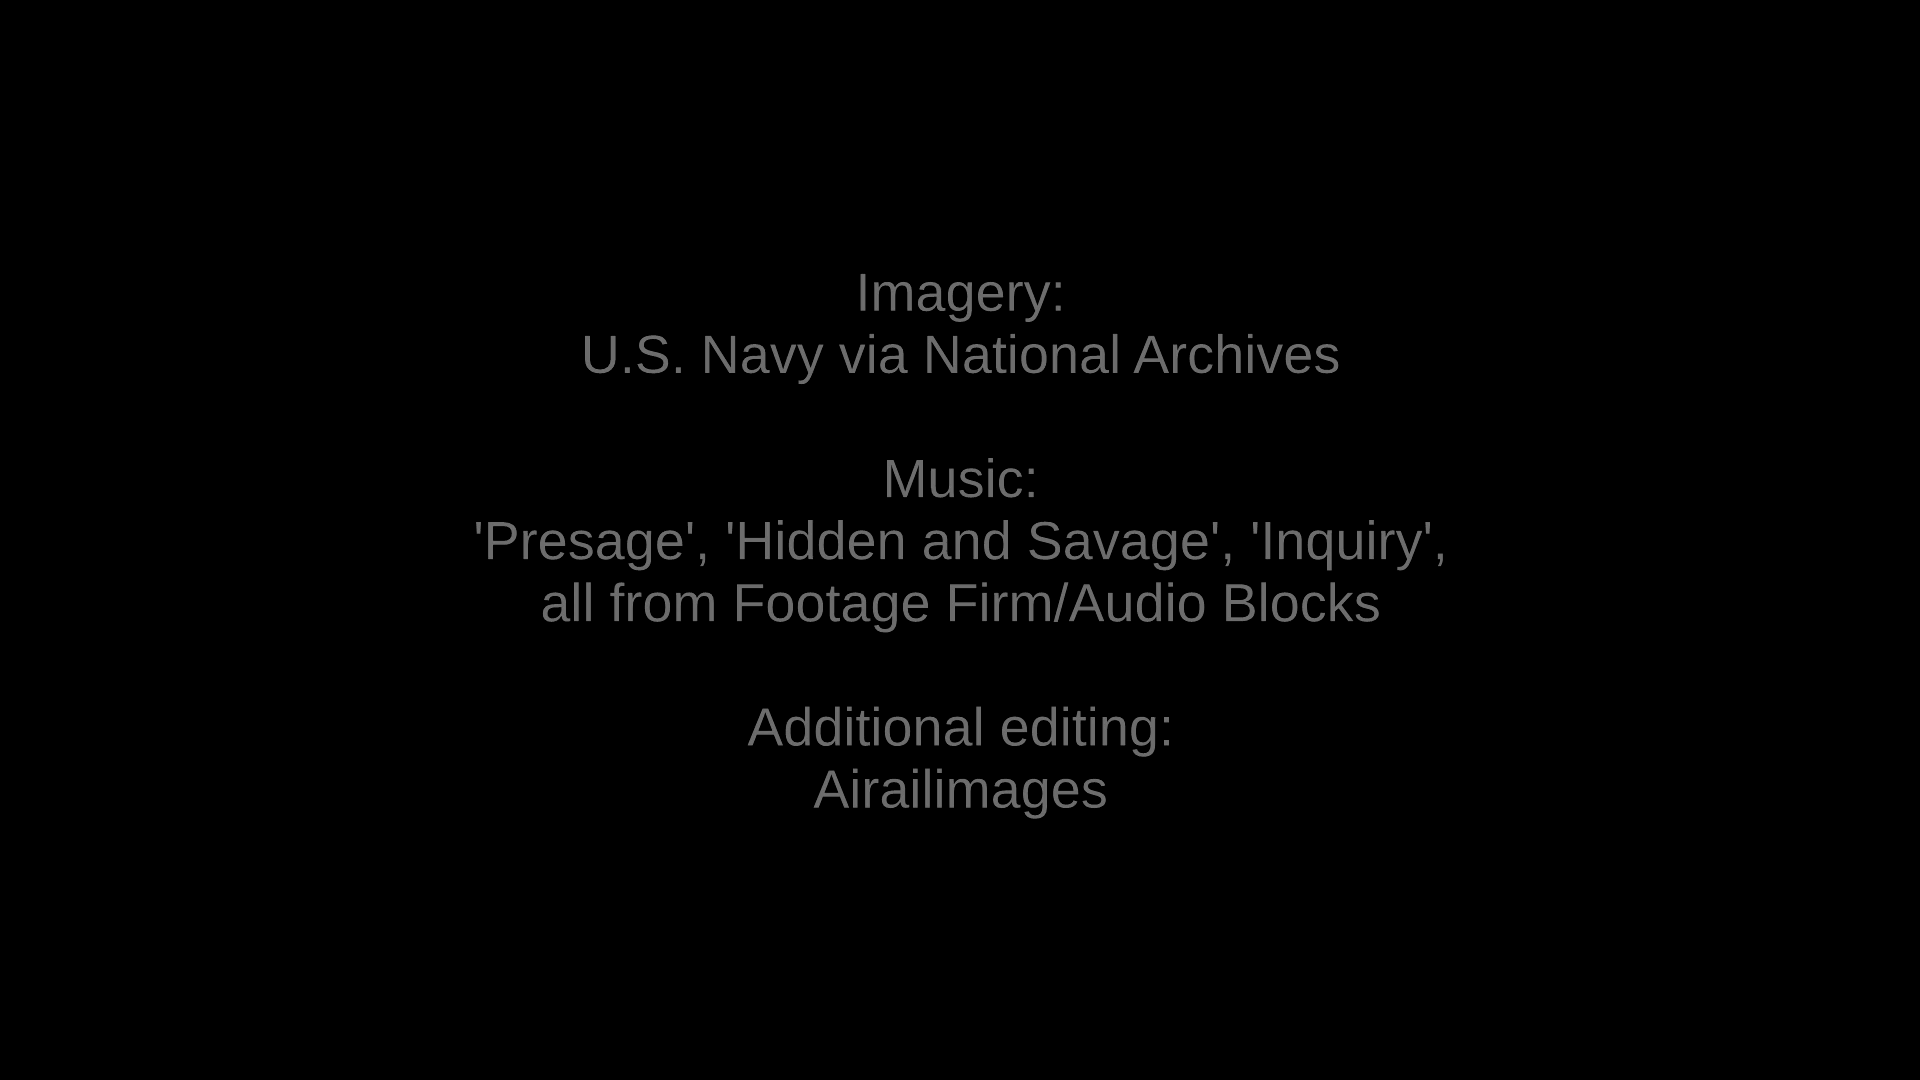 Imagery:
U.S. Navy via National Archives
Music:
'Presage', 'Hidden and Savage', 'Inquiry',
all from Footage Firm/Audio Blocks
Additional editing:
Airailimages